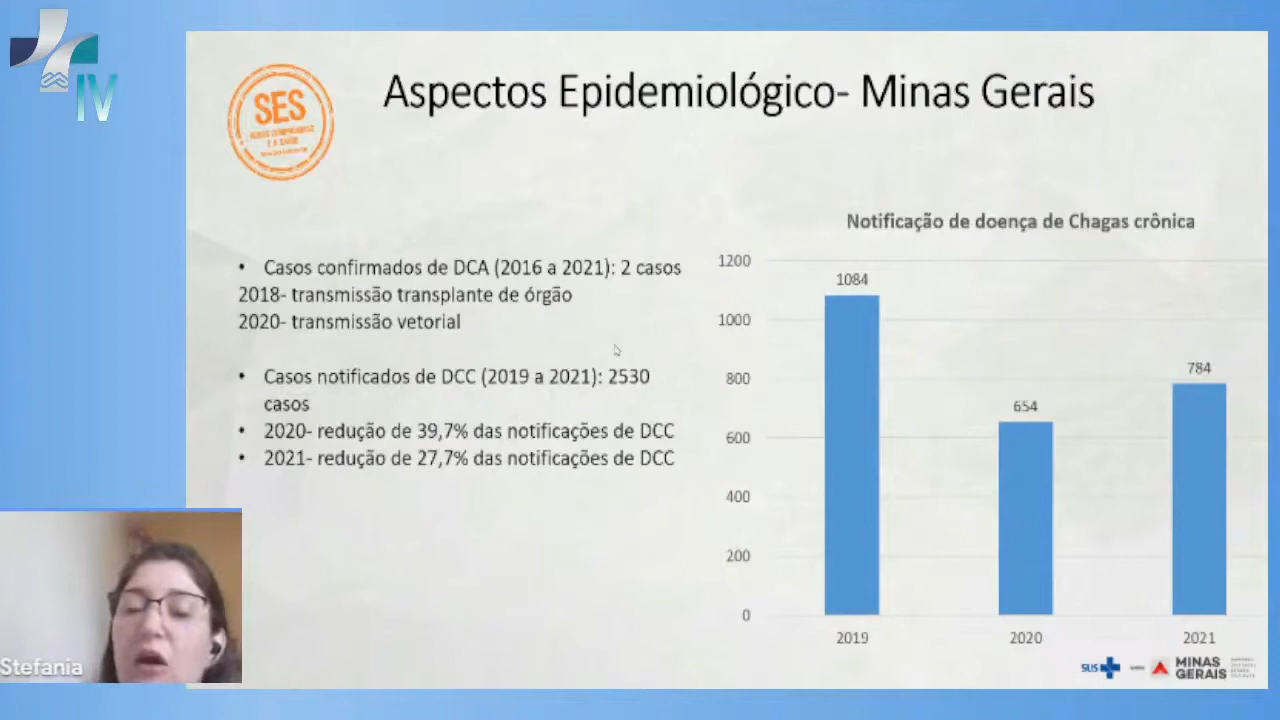 IV
SES
Aspectos Epidemiológico- Minas Gerais
• Casos confirmados de DCA (2016 a 2021): 2 casos
2018- transmissão transplante de órgão
2020- transmissão vetorial
• Casos notificados de DCC (2019 a 2021): 2530
casos
• 2020- redução de 39,7% das notificações de DCC
• 2021- redução de 27,7% das notificações de DCC
Notificação de doença de Chagas crônica
1200
1000
800
600
400
200
0
1084
654
784
2019
2020
2021
Stefania
SUS
MINAS
GERAIS